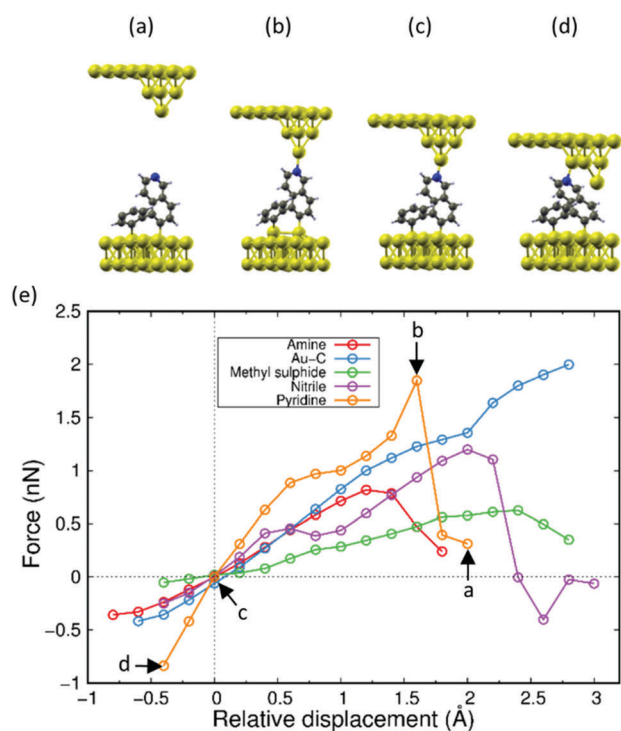 (a) (b) (c) (d)
(e)
2.5
2
1.5
1
0.5
0
−0.5
−1
Force (nN)
Amine
Au−C
Methyl sulphide
Nitrile
Pyridine
b
a
c
d
−1 −0.5 0 0.5 1 1.5 2 2.5 3
Relative displacement (Å)